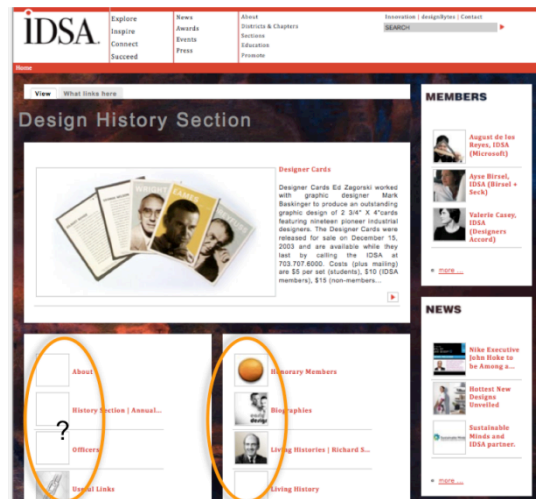 IDSA.
Explore
Inspire
Connect
Succeed
News
Awards
Events
Press
About
Districts & Chapters
Sections
Education
Promote
Innovation | designBytes | Contact
SEARCH
Home
View
What links here
Design History Section
Designer Cards
Designer Cards Ed Zagorski worked
with graphic designer Mark
Baskinger to produce an outstanding
graphic design of 2 3/4" X 4"cards
featuring nineteen pioneer industrial
designers. The Designer Cards were
released for sale on December 15,
2003 and are available while they
last by calling the IDSA at
703.707.6000. Costs (plus mailing)
are $5 per set (students), $10 (IDSA
members), $15 (non-members...
WRIGHT
EAMES
About
History Section | Annual...
?
Officers
Useful Links
Honorary Members
Biographies
early
design
Living Histories | Richard S...
Living History
MEMBERS
August de los
Reyes, IDSA
(Microsoft)
Ayse Birsel,
IDSA (Birsel +
Seck)
Valerie Casey,
IDSA
(Designers
Accord)
more ...
NEWS
Nike Executive
John Hoke to
be Among a...
Hottest New
Designs
Unveiled
Sustainable
Minds and
IDSA partner.
more ...